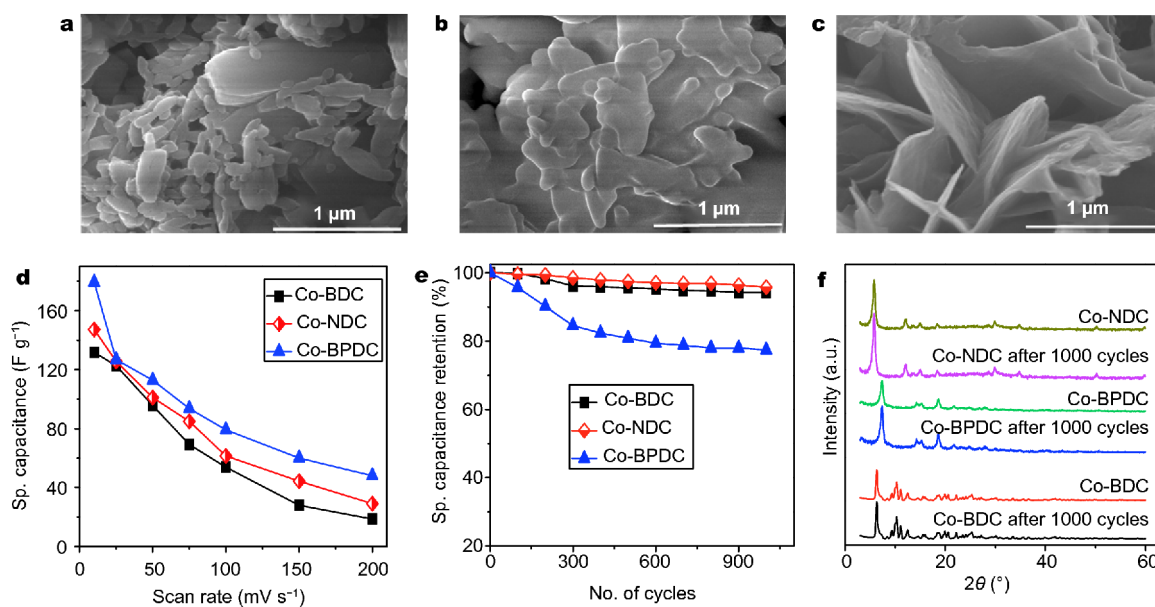 a
1 µm
b
1 µm
c
1 µm
d
Sp. capacitance (F g⁻¹)
160
120
80
40
0
0
50
100
150
200
Scan rate (mV s⁻¹)
Co-BDC
Co-NDC
Co-BPDC
e
Sp. capacitance retention (%)
100
80
60
40
20
0
300
600
900
No. of cycles
Co-BDC
Co-NDC
Co-BPDC
f
Intensity (a.u.)
Co-NDC
Co-NDC after 1000 cycles
Co-BPDC
Co-BPDC after 1000 cycles
Co-BDC
Co-BDC after 1000 cycles
0
20
40
60
2θ (°)